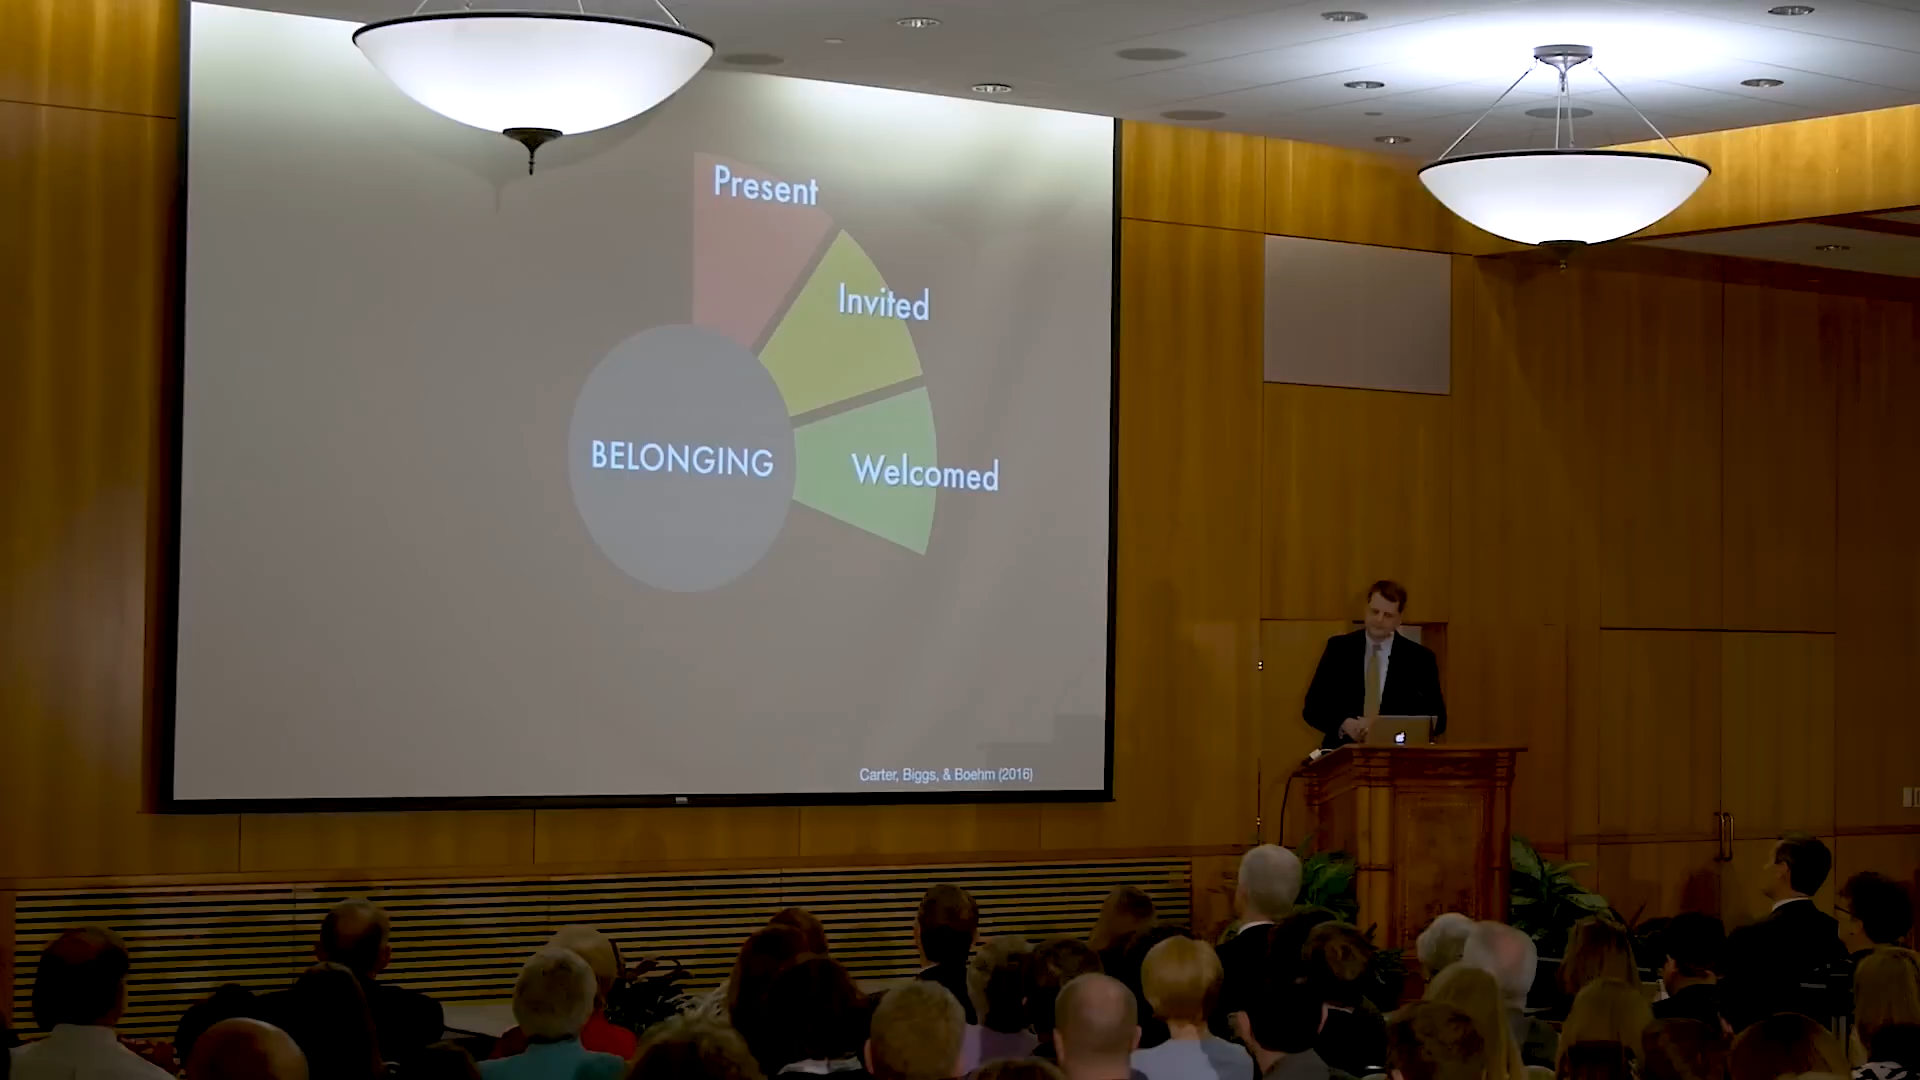 Present
Invited
BELONGING
Welcomed
Carter, Biggs, & Boehm (2016)